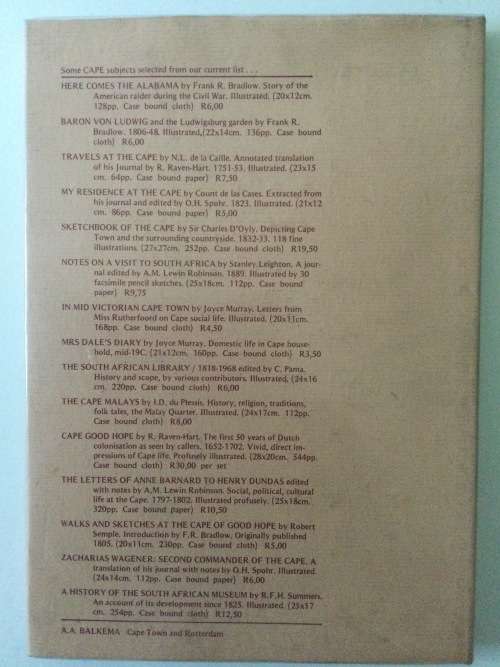 Some CAPE subjects selected from our current list . . .
HERE COMES THE ALABAMA by Frank R. Bradlow. Story of the
American raider during the Civil War. Illustrated. (20x12cm.
128pp. Case bound cloth) R6,00
BARON VON LUDWIG and the Ludwigsburg garden by Frank R.
Bradlow. 1806-48. Illustrated,(22x14cm. 136pp. Case bound
cloth) R6,00
TRAVELS AT THE CAPE by N.L. de la Caille. Annotated translation
of his Journal by R. Raven-Hart. 1751-53. Illustrated. (23x15
cm. 64pp. Case bound paper) R7,50
MY RESIDENCE AT THE CAPE by Count de las Cases. Extracted from
his journal and edited by O.H. Spohr. 1823. Illustrated. (21x12
cm. 86pp. Case bound paper) R5,00
SKETCHBOOK OF THE CAPE by Sir Charles D'Oyly. Depicting Cape
Town and the surrounding countryside. 1832-33. 118 fine
illustrations. (27x27cm. 252pp. Case bound cloth) R19,50
NOTES ON A VISIT TO SOUTH AFRICA by Stanley Leighton. A jour-
nal edited by A.M. Lewin Robinson. 1889. Illustrated by 30
facsimile pencil sketches. (25x18cm. 112pp. Case bound
paper) R9,75
IN MID VICTORIAN CAPE TOWN by Joyce Murray. Letters from
Miss Rutherfoord on Cape social life. Illustrated. (20x11cm.
168pp. Case bound cloth) R4,50
MRS DALE'S DIARY by Joyce Murray. Domestic life in Cape house-
hold, mid-19C. (21x12cm. 160pp. Case bound cloth) R3,50
THE SOUTH AFRICAN LIBRARY / 1818-1968 edited by C. Pama.
History and scope, by various contributors. Illustrated. (24x16
cm. 220pp. Case bound cloth) R6,00
THE CAPE MALAYS by I.D. du Plessis. History, religion, traditions,
folk tales, the Malay Quarter. Illustrated. (24x17cm. 112pp.
Case bound cloth) R8,00
CAPE GOOD HOPE by R. Raven-Hart. The first 50 years of Dutch
colonisation as seen by callers. 1652-1702. Vivid, direct im-
pressions of Cape life. Profusely illustrated. (28x20cm. 544pp.
Case bound cloth) R30,00 per set
THE LETTERS OF ANNE BARNARD TO HENRY DUNDAS edited
with notes by A.M. Lewin Robinson. Social, political, cultural
life at the Cape. 1797-1802. Illustrated profusely. (25x18cm.
320pp. Case bound paper) R10,50
WALKS AND SKETCHES AT THE CAPE OF GOOD HOPE by Robert
Semple. Introduction by F.R. Bradlow. Originally published
1805. (20x11cm. 230pp. Case bound cloth) R5,00
ZACHARIAS WAGENER: SECOND COMMANDER OF THE CAPE. A
translation of his journal with notes by O.H. Spohr. Illustrated.
(24x14cm. 112pp. Case bound paper) R6,00
A HISTORY OF THE SOUTH AFRICAN MUSEUM by R.F.H. Summers.
An account of its development since 1825. Illustrated. (25x17
cm. 254pp. Case bound cloth) R12,50
A.A. BALKEMA Cape Town and Rotterdam